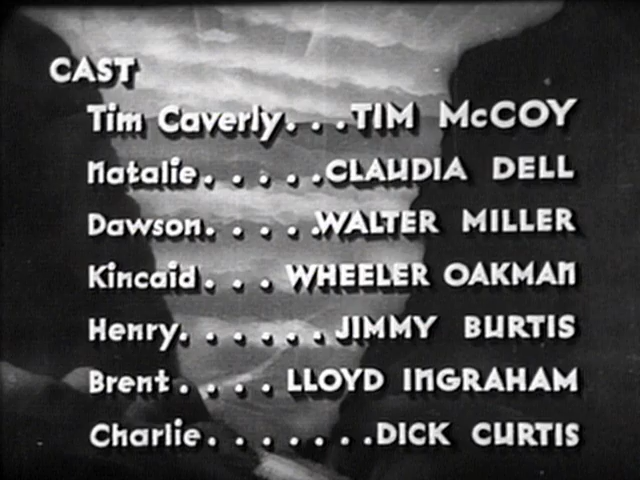 CAST
Tim Caverly...TIM McCOY
Natalie.....CLAUDIA DELL
Dawson.....WALTER MILLER
Kincaid...WHEELER OAKMAN
Henry......JIMMY BURTIS
Brent....LLOYD INGRAHAM
Charlie.......DICK CURTIS